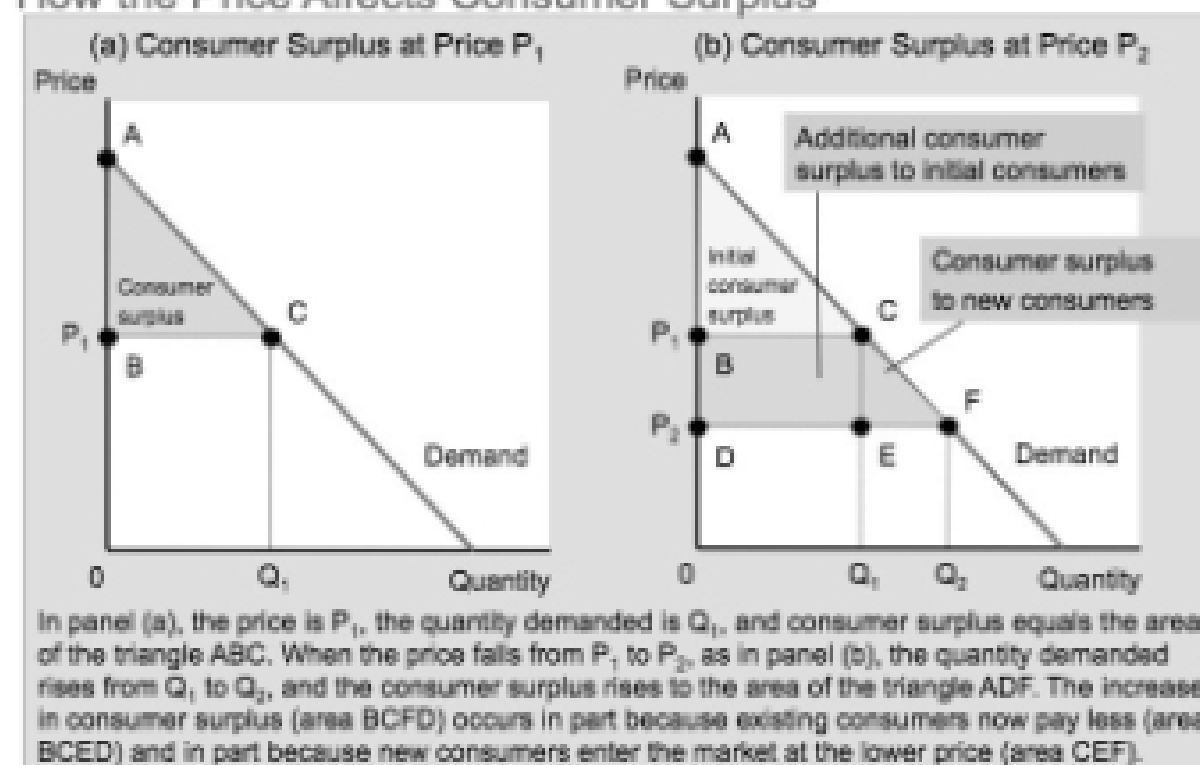 How the Price Affects Consumer Surplus
(a) Consumer Surplus at Price P₁
Price
A
Consumer
surplus
P₁
B
C
Demand
0
Q₁
Quantity
(b) Consumer Surplus at Price P₂
Price
A
Additional consumer
surplus to initial consumers
Initial
consumer
surplus
Consumer surplus
to new consumers
P₁
B
C
P₂
D
E
F
Demand
0
Q₁
Q₂
Quantity
In panel (a), the price is P₁, the quantity demanded is Q₁, and consumer surplus equals the area
of the triangle ABC. When the price falls from P₁ to P₂, as in panel (b), the quantity demanded
rises from Q₁ to Q₂, and the consumer surplus rises to the area of the triangle ADF. The increase
in consumer surplus (area BCFD) occurs in part because existing consumers now pay less (area
BCED) and in part because new consumers enter the market at the lower price (area CEF).